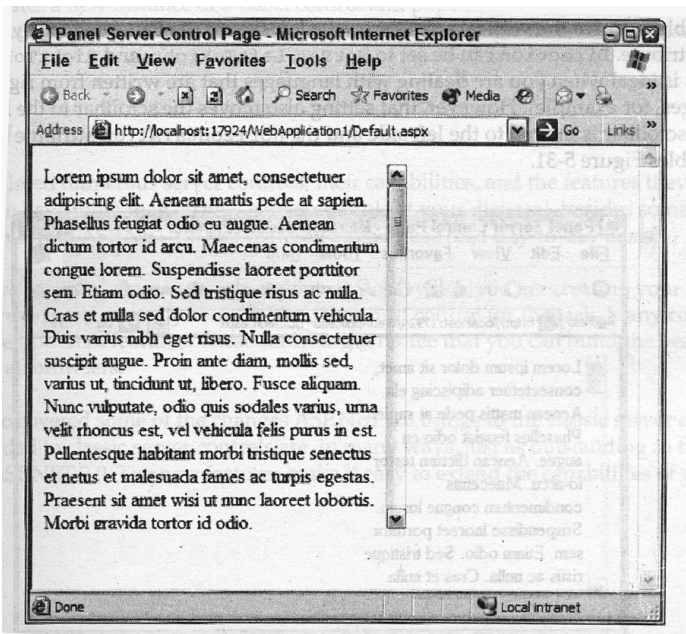 Panel Server Control Page - Microsoft Internet Explorer
File Edit View Favorites Tools Help
Back Search Favorites Media »
Address http://localhost:17924/WebApplication1/Default.aspx Go Links »
Lorem ipsum dolor sit amet, consectetuer
adipiscing elit. Aenean mattis pede at sapien.
Phasellus feugiat odio eu augue. Aenean
dictum tortor id arcu. Maecenas condimentum
congue lorem. Suspendisse laoreet porttitor
sem. Etiam odio. Sed tristique risus ac nulla.
Cras et nulla sed dolor condimentum vehicula.
Duis varius nibh eget risus. Nulla consectetuer
suscipit augue. Proin ante diam, mollis sed,
varius ut, tincidunt ut, libero. Fusce aliquam.
Nunc vulputate, odio quis sodales varius, urna
velit rhoncus est, vel vehicula felis purus in est.
Pellentesque habitant morbi tristique senectus
et netus et malesuada fames ac turpis egestas.
Praesent sit amet wisi ut nunc laoreet lobortis.
Morbi gravida tortor id odio.
Done Local intranet